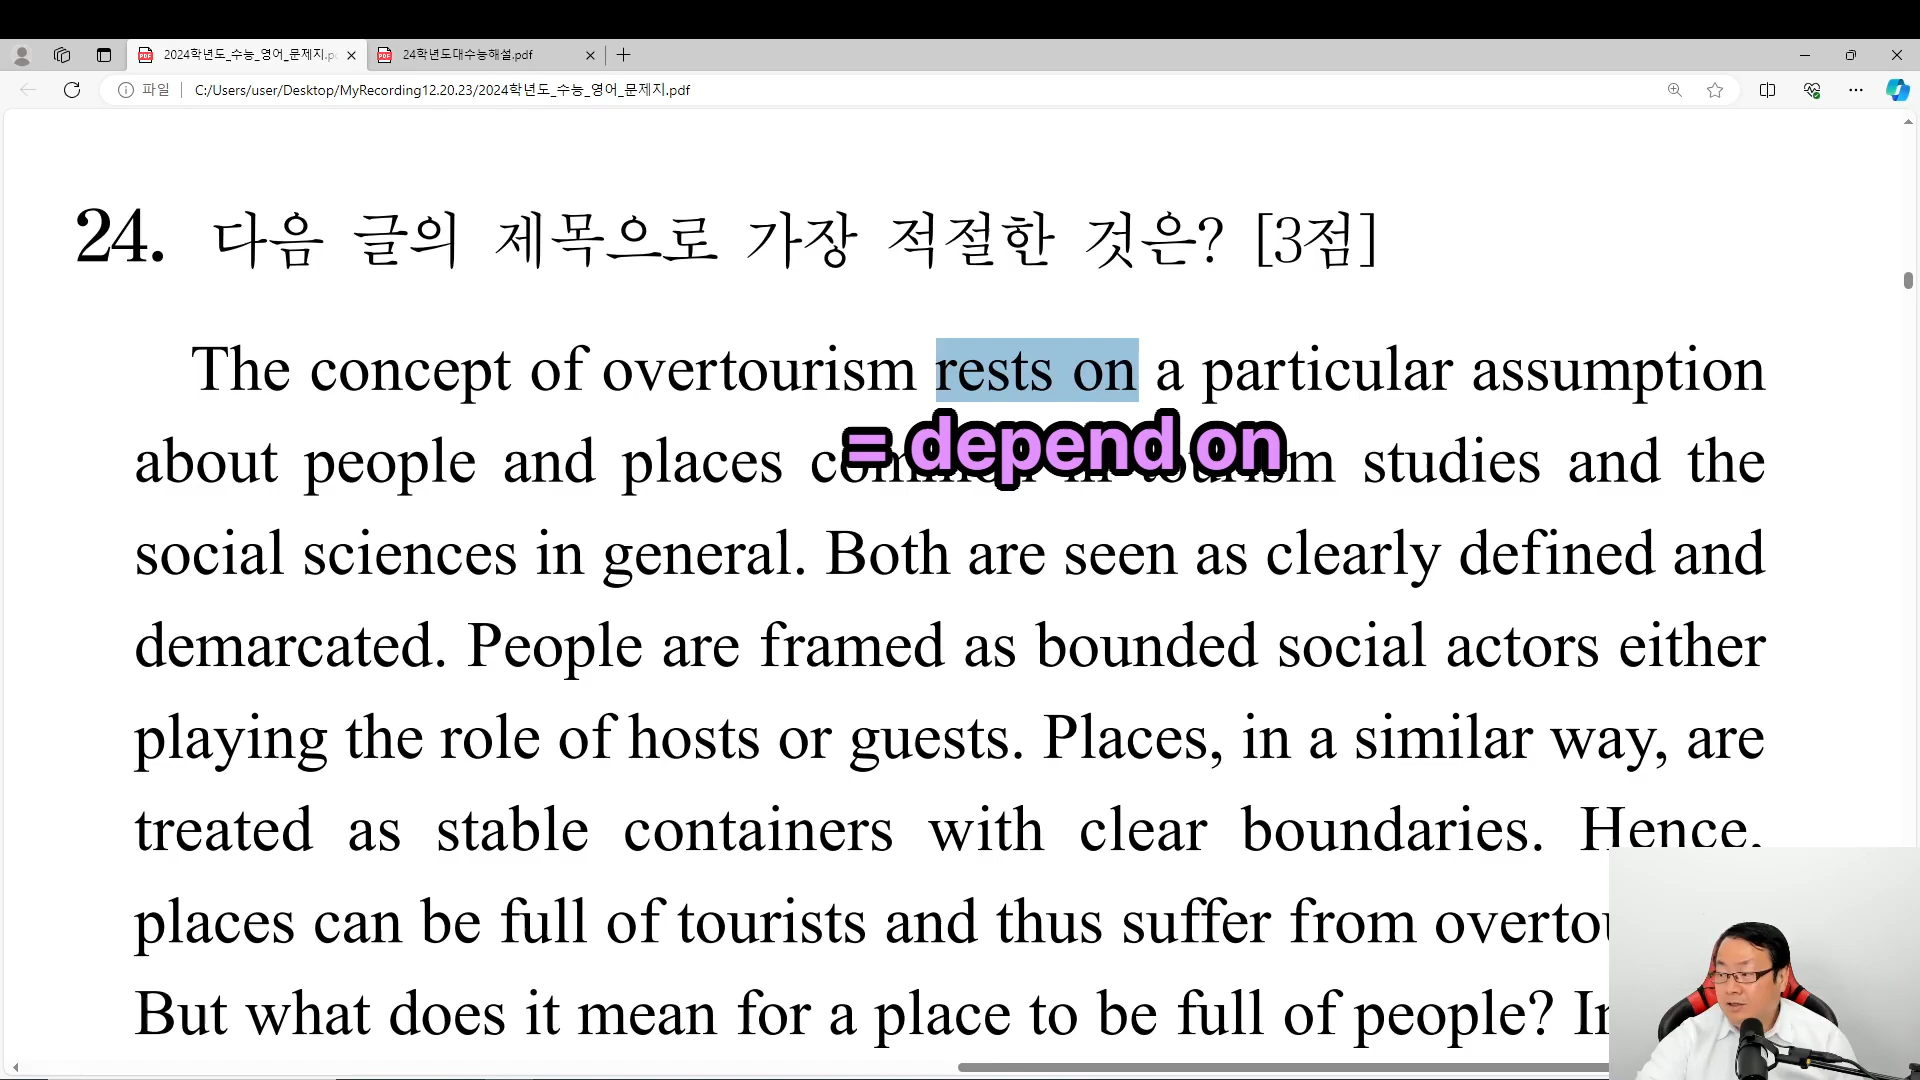 2024학년도_수능_영어_문제지.p
24학년도대수능해설.pdf
파일
C:/Users/user/Desktop/MyRecording12.20.23/2024학년도_수능_영어_문제지.pdf
24. 다음 글의 제목으로 가장 적절한 것은? [3점]
The concept of overtourism rests on a particular assumption
= depend on
about people and places common in tourism studies and the
social sciences in general. Both are seen as clearly defined and
demarcated. People are framed as bounded social actors either
playing the role of hosts or guests. Places, in a similar way, are
treated as stable containers with clear boundaries. Hence,
places can be full of tourists and thus suffer from overtou
But what does it mean for a place to be full of people? In